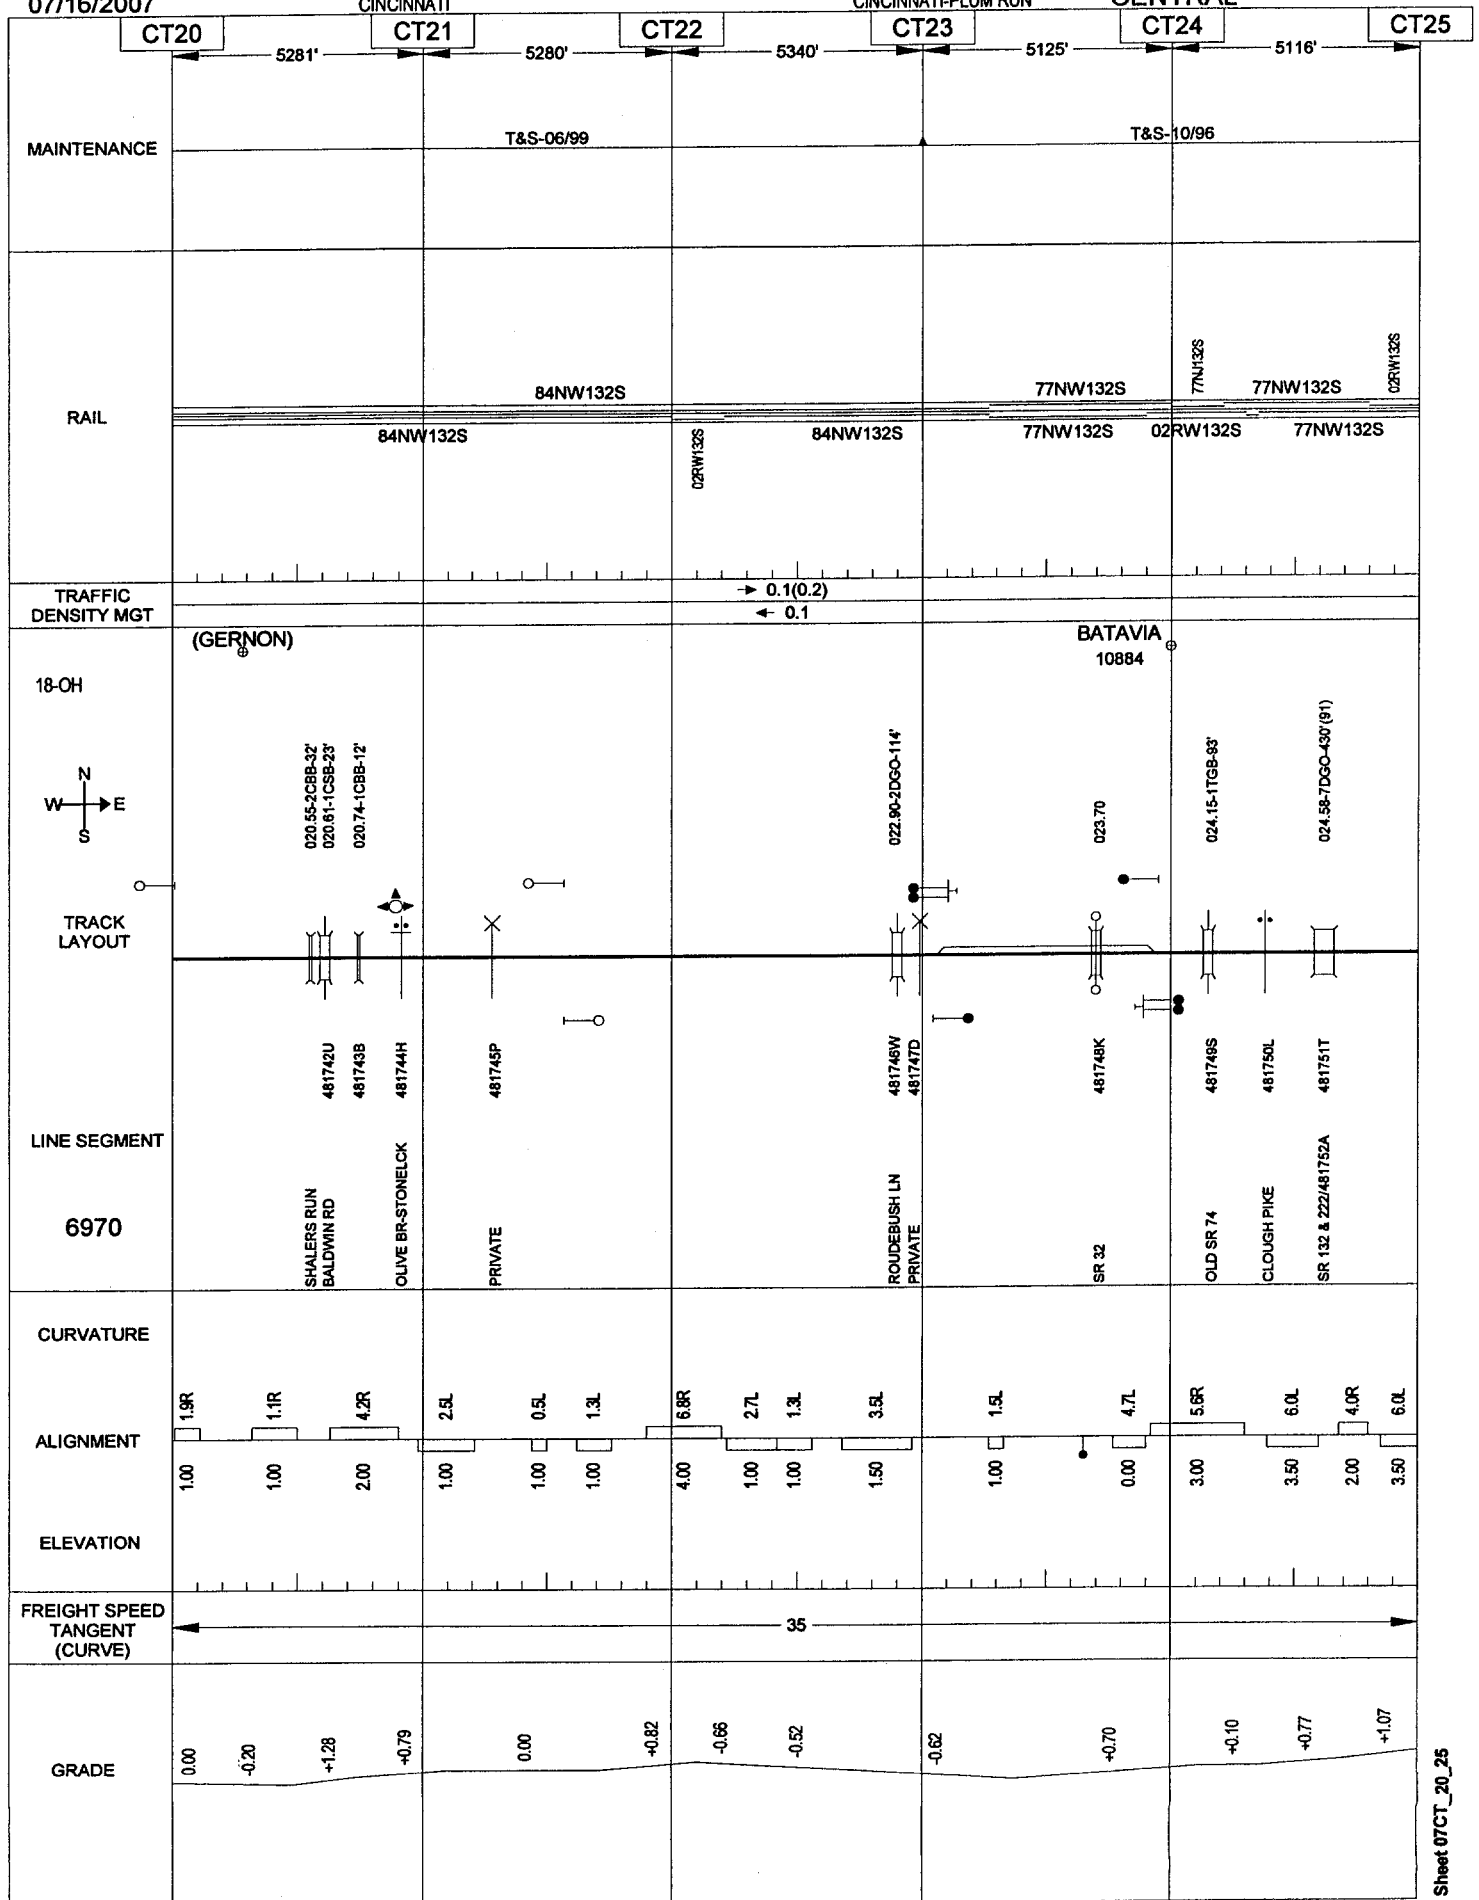 07/16/2007
CINCINNATI
CINCINNATI-PLUM RUN
CENTRAL
CT20
CT21
CT22
CT23
CT24
CT25
5281'
5280'
5340'
5125'
5116'
MAINTENANCE
T&S-06/99
T&S-10/96
RAIL
84NW132S
77NW132S
77NJ132S
77NW132S
02RW132S
84NW132S
02RW132S
84NW132S
77NW132S
02RW132S
77NW132S
TRAFFIC
DENSITY MGT
0.1(0.2)
0.1
(GERNON)
BATAVIA
10884
18-OH
N
W
E
S
020.55-2CBB-32'
020.61-1CSB-23'
020.74-1CBB-12'
022.90-2DGO-114'
023.70
024.15-1TGB-93'
024.58-7DGO-430'(91)
TRACK
LAYOUT
481742U
481743B
481744H
481745P
481746W
481747D
481748K
481749S
481750L
481751T
LINE SEGMENT
6970
SHALERS RUN
BALDWIN RD
OLIVE BR-STONELCK
PRIVATE
ROUDEBUSH LN
PRIVATE
SR 32
OLD SR 74
CLOUGH PIKE
SR 132 & 222/481752A
CURVATURE
1.9R
1.1R
4.2R
2.5L
0.5L
1.3L
6.8R
2.7L
1.3L
3.5L
1.5L
4.7L
5.6R
6.0L
4.0R
6.0L
ALIGNMENT
1.00
1.00
2.00
1.00
1.00
1.00
4.00
1.00
1.00
1.50
1.00
0.00
3.00
3.50
2.00
3.50
ELEVATION
FREIGHT SPEED
TANGENT
(CURVE)
35
GRADE
0.00
-0.20
+1.28
+0.79
0.00
+0.82
-0.66
-0.52
-0.62
+0.70
+0.10
+0.77
+1.07
Sheet 07CT_20_25